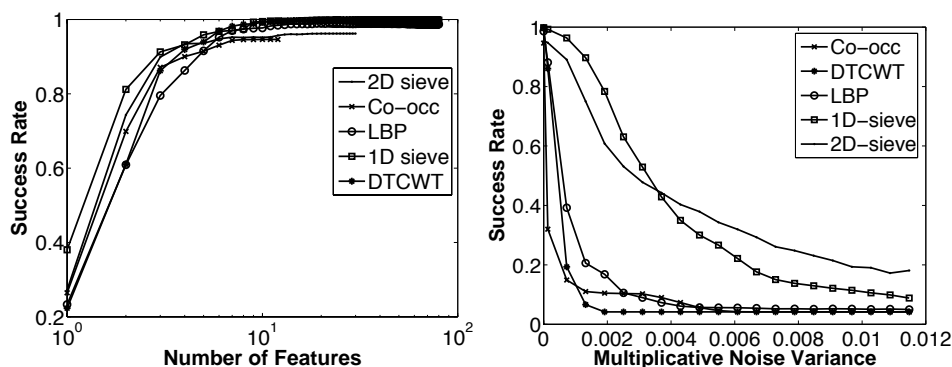 1
0.8
0.6
0.4
0.2
10^0
10^1
10^2
Success Rate
Number of Features
2D sieve
Co-occ
LBP
1D sieve
DTCWT
1
0.8
0.6
0.4
0.2
0
0
0.002
0.004
0.006
0.008
0.01
0.012
Success Rate
Multiplicative Noise Variance
Co-occ
DTCWT
LBP
1D-sieve
2D-sieve